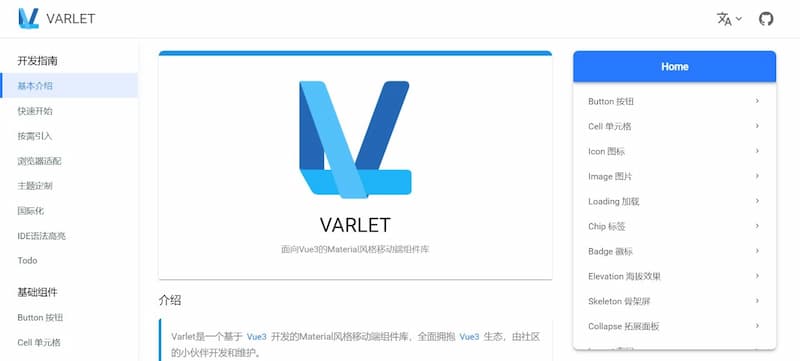 VARLET
开发指南
基本介绍
快速开始
按需引入
浏览器适配
主题定制
国际化
IDE语法高亮
Todo
基础组件
Button 按钮
Cell 单元格
VARLET
面向Vue3的Material风格移动端组件库
介绍
Varlet是一个基于 Vue3 开发的Material风格移动端组件库，全面拥抱 Vue3 生态，由社区
的小伙伴开发和维护。
Home
Button 按钮
Cell 单元格
Icon 图标
Image 图片
Loading 加载
Chip 标签
Badge 徽标
Elevation 海拔效果
Skeleton 骨架屏
Collapse 拓展面板